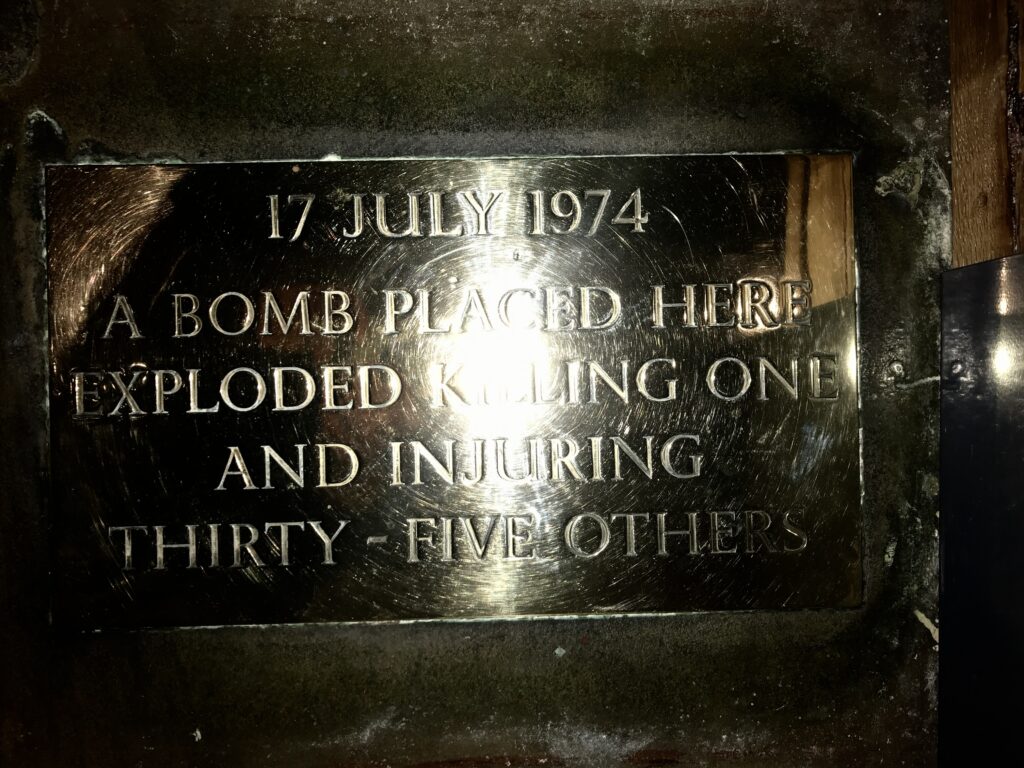 17 JULY 1974
A BOMB PLACED HERE
EXPLODED KILLING ONE
AND INJURING
THIRTY - FIVE OTHERS